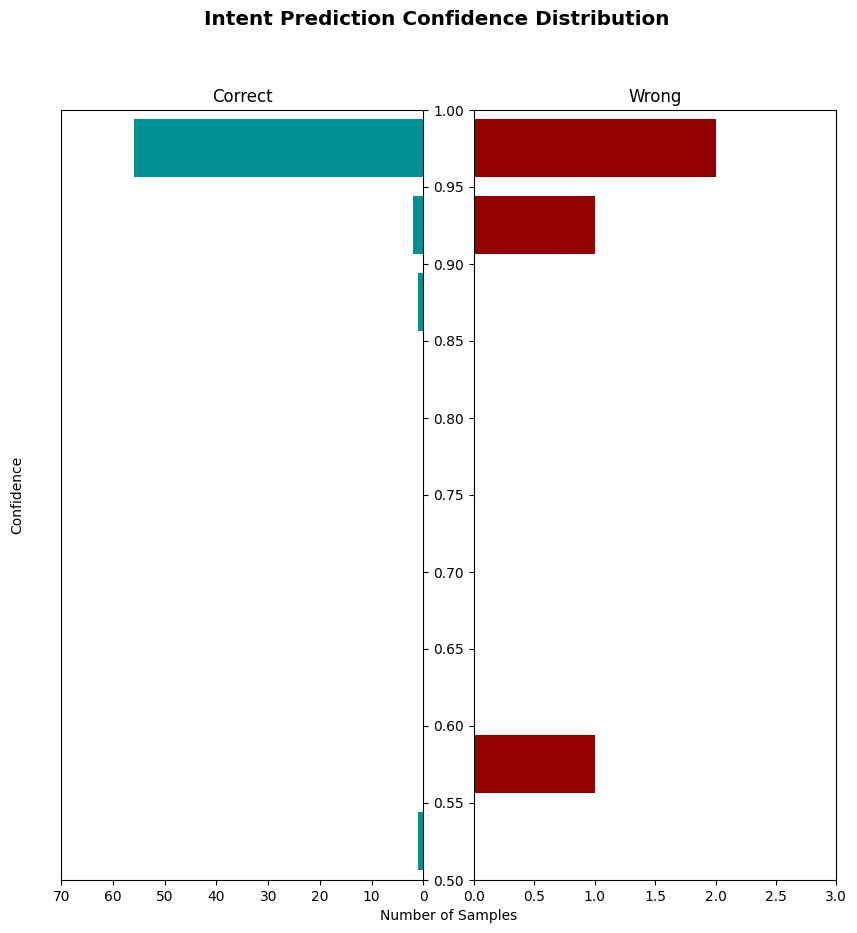 Intent Prediction Confidence Distribution
Correct
Wrong
1.00
0.95
0.90
0.85
0.80
0.75
0.70
0.65
0.60
0.55
0.50
Confidence
70 60 50 40 30 20 10 0
0.0 0.5 1.0 1.5 2.0 2.5 3.0
Number of Samples